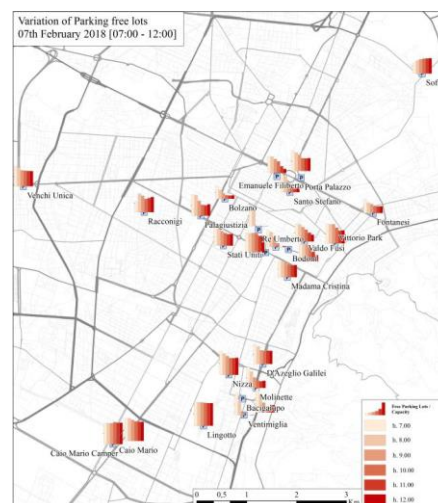 Variation of Parking free lots
07th February 2018 [07:00 - 12:00]
Sof
Emanuele Filiberto
Porta Palazzo
Santo Stefano
Venchi Unica
Racconigi
Bolzano
Fontanesi
Palagiustizia
Re Umberto
Vittorio Park
Stati Uniti
Valdo Fusi
Bodoni
Madama Cristina
D'Azeglio Galilei
Nizza
Molinette
Bacigalupo
Ventimiglia
Lingotto
Caio Mario Camper
Caio Mario
Free Parking Lots /
Capacity
h. 7.00
h. 8.00
h. 9.00
h. 10.00
h. 11.00
h. 12.00
0 0,5 1 2 3
Km